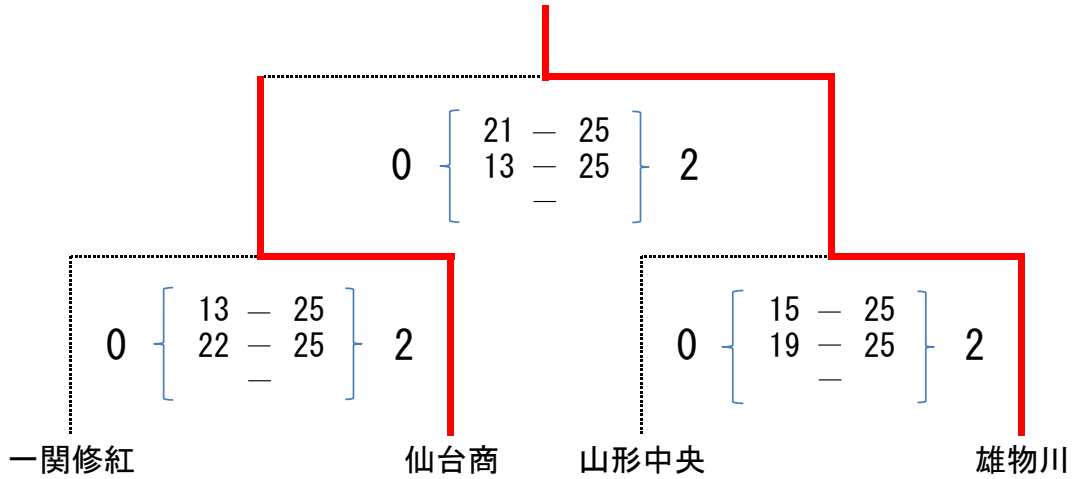 21 — 25
0 13 — 25 2
—
13 — 25 15 — 25
0 22 — 25 2 0 19 — 25 2
— —
一関修紅 仙台商 山形中央 雄物川